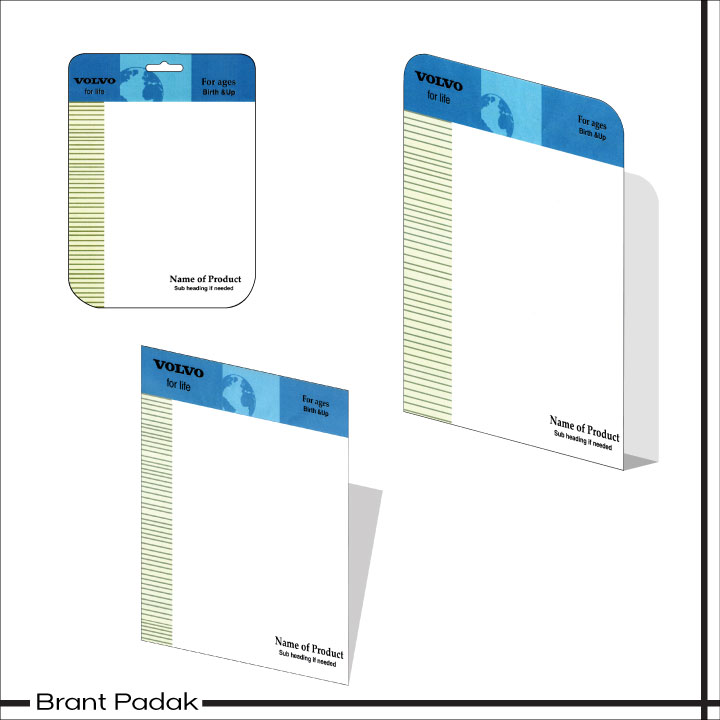 VOLVO
for life
For ages
Birth &Up
Name of Product
Sub heading if needed
VOLVO
for life
For ages
Birth &Up
Name of Product
Sub heading if needed
VOLVO
for life
For ages
Birth &Up
Name of Product
Sub heading if needed
Brant Padak